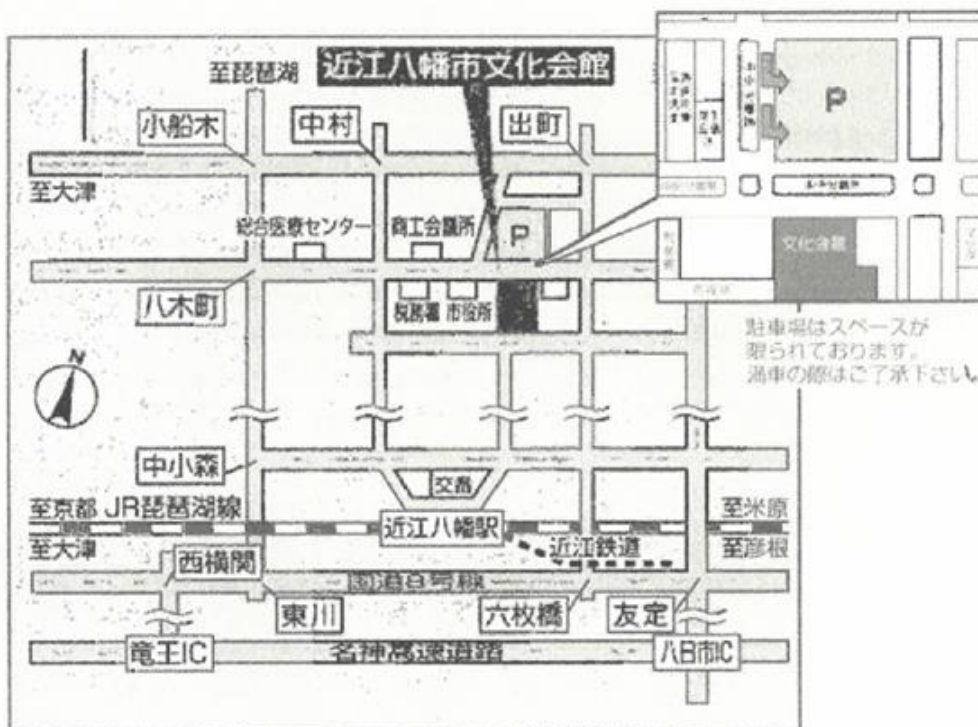 至琵琶湖
近江八幡市文化会館
小船木
中村
出町
至大津
総合医療センター
商工会議所
P
P
文化会館
八木町
税務署
市役所
駐車場はスペースが
限られております。
満車の際はご了承下さい。
N
中小森
交番
至京都
JR琵琶湖線
近江八幡駅
至米原
至大津
近江鉄道
至彦根
西横関
国道8号線
東川
六枚橋
友定
竜王IC
名神高速道路
八日市IC